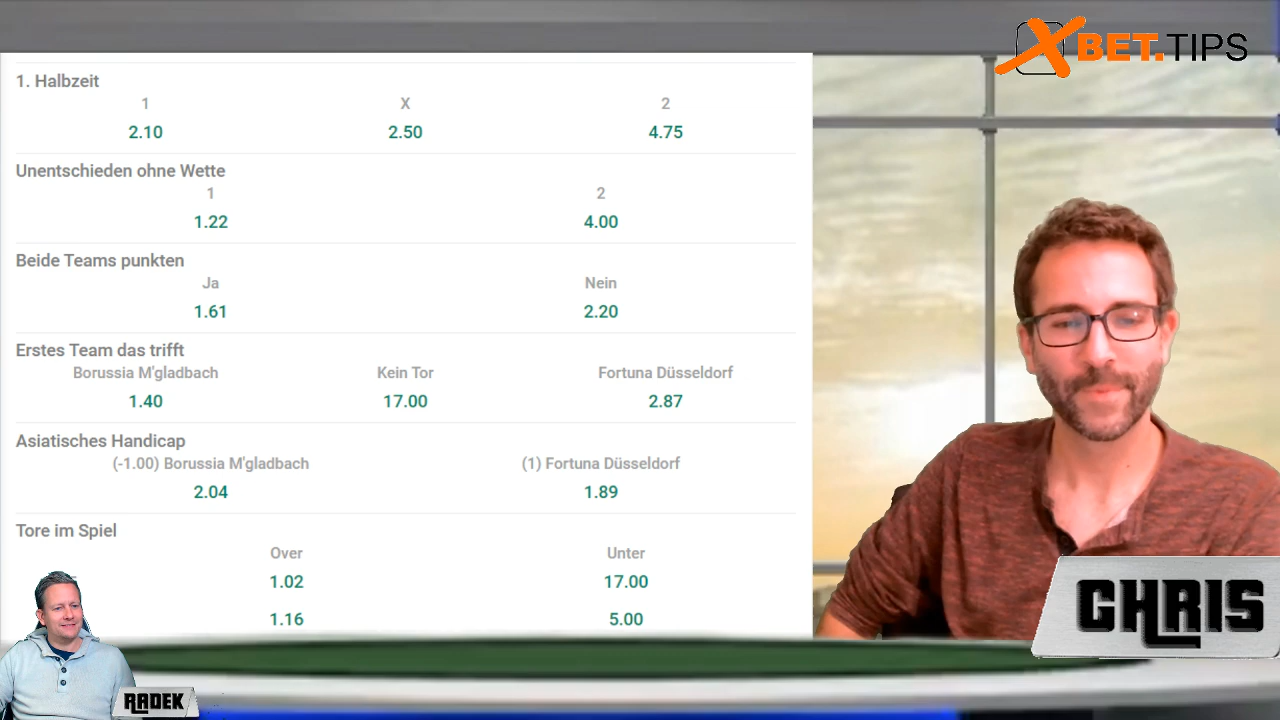 XBET.TIPS
1. Halbzeit
1 X 2
2.10 2.50 4.75
Unentschieden ohne Wette
1 2
1.22 4.00
Beide Teams punkten
Ja Nein
1.61 2.20
Erstes Team das trifft
Borussia M'gladbach Kein Tor Fortuna Düsseldorf
1.40 17.00 2.87
Asiatisches Handicap
(-1.00) Borussia M'gladbach (1) Fortuna Düsseldorf
2.04 1.89
Tore im Spiel
Over Unter
1.02 17.00
1.16 5.00
CHRIS
RADEK